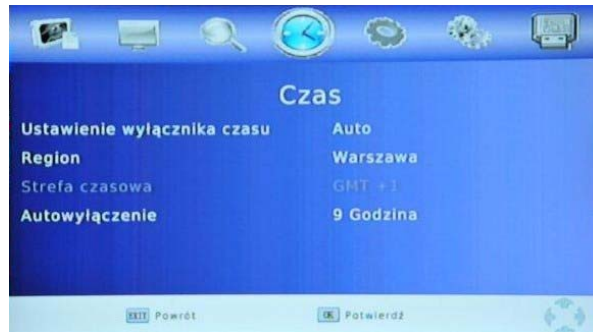 Czas
Ustawienie wyłącznika czasu Auto
Region Warszawa
Strefa czasowa GMT +1
Autowyłączenie 9 Godzina
EXIT Powrót OK Potwierdź